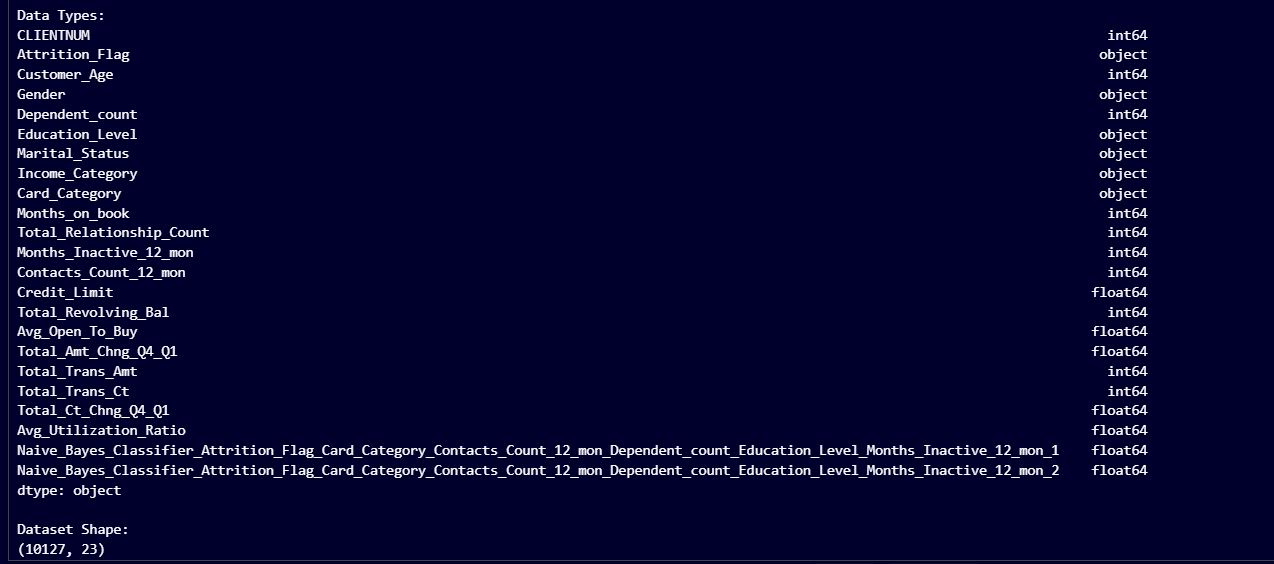 Data Types:
CLIENTNUM int64
Attrition_Flag object
Customer_Age int64
Gender object
Dependent_count int64
Education_Level object
Marital_Status object
Income_Category object
Card_Category object
Months_on_book int64
Total_Relationship_Count int64
Months_Inactive_12_mon int64
Contacts_Count_12_mon int64
Credit_Limit float64
Total_Revolving_Bal int64
Avg_Open_To_Buy float64
Total_Amt_Chng_Q4_Q1 float64
Total_Trans_Amt int64
Total_Trans_Ct int64
Total_Ct_Chng_Q4_Q1 float64
Avg_Utilization_Ratio float64
Naive_Bayes_Classifier_Attrition_Flag_Card_Category_Contacts_Count_12_mon_Dependent_count_Education_Level_Months_Inactive_12_mon_1 float64
Naive_Bayes_Classifier_Attrition_Flag_Card_Category_Contacts_Count_12_mon_Dependent_count_Education_Level_Months_Inactive_12_mon_2 float64
dtype: object
Dataset Shape:
(10127, 23)